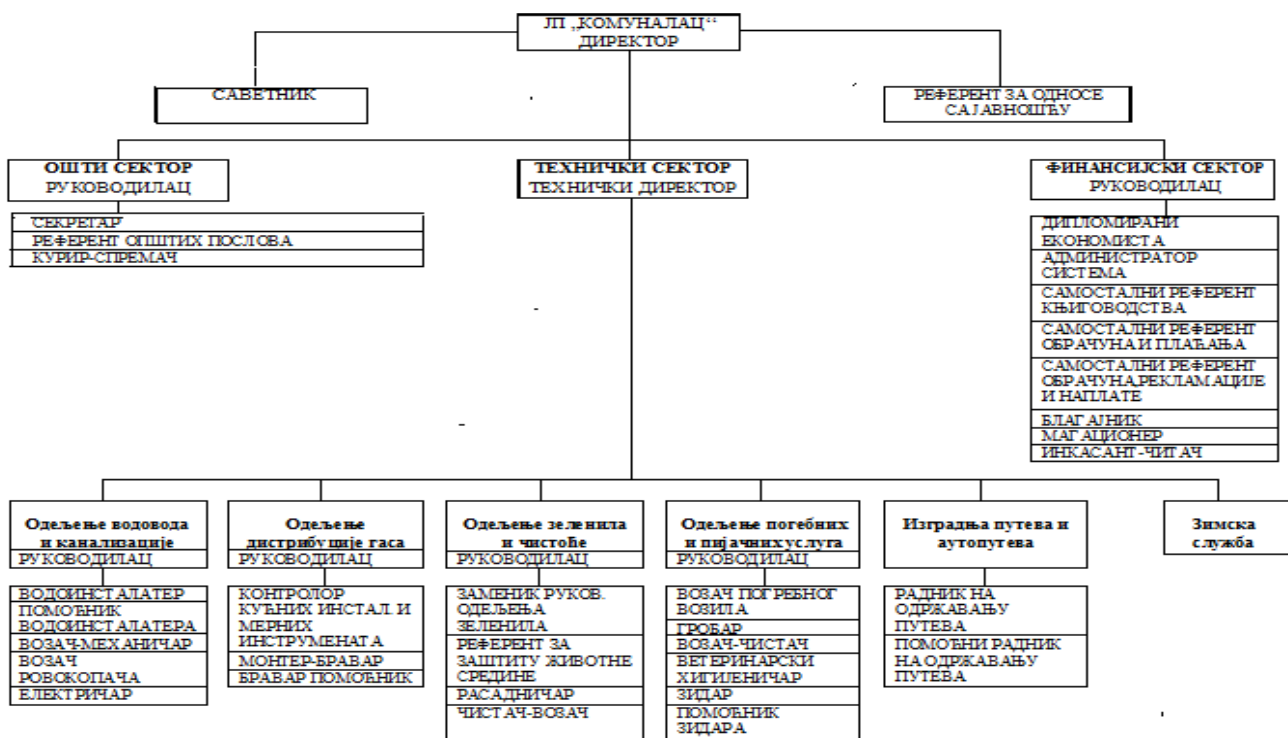 ЈП „КОМУНАЛАЦ“
ДИРЕКТОР
САВЕТНИК
РЕФЕРЕНТ ЗА ОДНОСЕ
СА ЈАВНОШЋУ
ОШТИ СЕКТОР
РУКОВОДИЛАЦ
ТЕХНИЧКИ СЕКТОР
ТЕХНИЧКИ ДИРЕКТОР
ФИНАНСИЈСКИ СЕКТОР
РУКОВОДИЛАЦ
СЕКРЕТАР
РЕФЕРЕНТ ОПШТИХ ПОСЛОВА
КУРИР-СПРЕМАЧ
ДИПЛОМИРАНИ
ЕКОНОМИСТА
АДМИНИСТРАТОР
СИСТЕМА
САМОСТАЛНИ РЕФЕРЕНТ
КЊИГОВОДСТВА
САМОСТАЛНИ РЕФЕРЕНТ
ОБРАЧУНА И ПЛАЋАЊА
САМОСТАЛНИ РЕФЕРЕНТ
ОБРАЧУНА,РЕКЛАМАЦИЈЕ
И НАПЛАТЕ
БЛАГАЈНИК
МАГАЦИОНЕР
ИНКАСАНТ-ЧИТАЧ
Одељење водовода
и канализације
РУКОВОДИЛАЦ
ВОДОИНСТАЛАТЕР
ПОМОЋНИК
ВОДОИНСТАЛАТЕРА
ВОЗАЧ-МЕХАНИЧАР
ВОЗАЧ
РОВОКОПАЧА
ЕЛЕКТРИЧАР
Одељење
дистрибуције гаса
РУКОВОДИЛАЦ
КОНТРОЛОР
КУЋНИХ ИНСТАЛ. И
МЕРНИХ
ИНСТРУМЕНАТА
МОНТЕР-БРАВАР
БРАВАР ПОМОЋНИК
Одељење зеленила
и чистоће
РУКОВОДИЛАЦ
ЗАМЕНИК РУКОВ.
ОДЕЉЕЊА
ЗЕЛЕНИЛА
РЕФЕРЕНТ ЗА
ЗАШТИТУ ЖИВОТНЕ
СРЕДИНЕ
РАСАДНИЧАР
ЧИСТАЧ-ВОЗАЧ
Одељење погебних
и пијачних услуга
РУКОВОДИЛАЦ
ВОЗАЧ ПОГРЕБНОГ
ВОЗИЛА
ГРОБАР
ВОЗАЧ-ЧИСТАЧ
ВЕТЕРИНАРСКИ
ХИГИЈЕНИЧАР
ЗИДАР
ПОМОЋНИК
ЗИДАРА
Изградња путева и
аутопутева
РАДНИК НА
ОДРЖАВАЊУ
ПУТЕВА
ПОМОЋНИ РАДНИК
НА ОДРЖАВАЊУ
ПУТЕВА
Зимска
служба